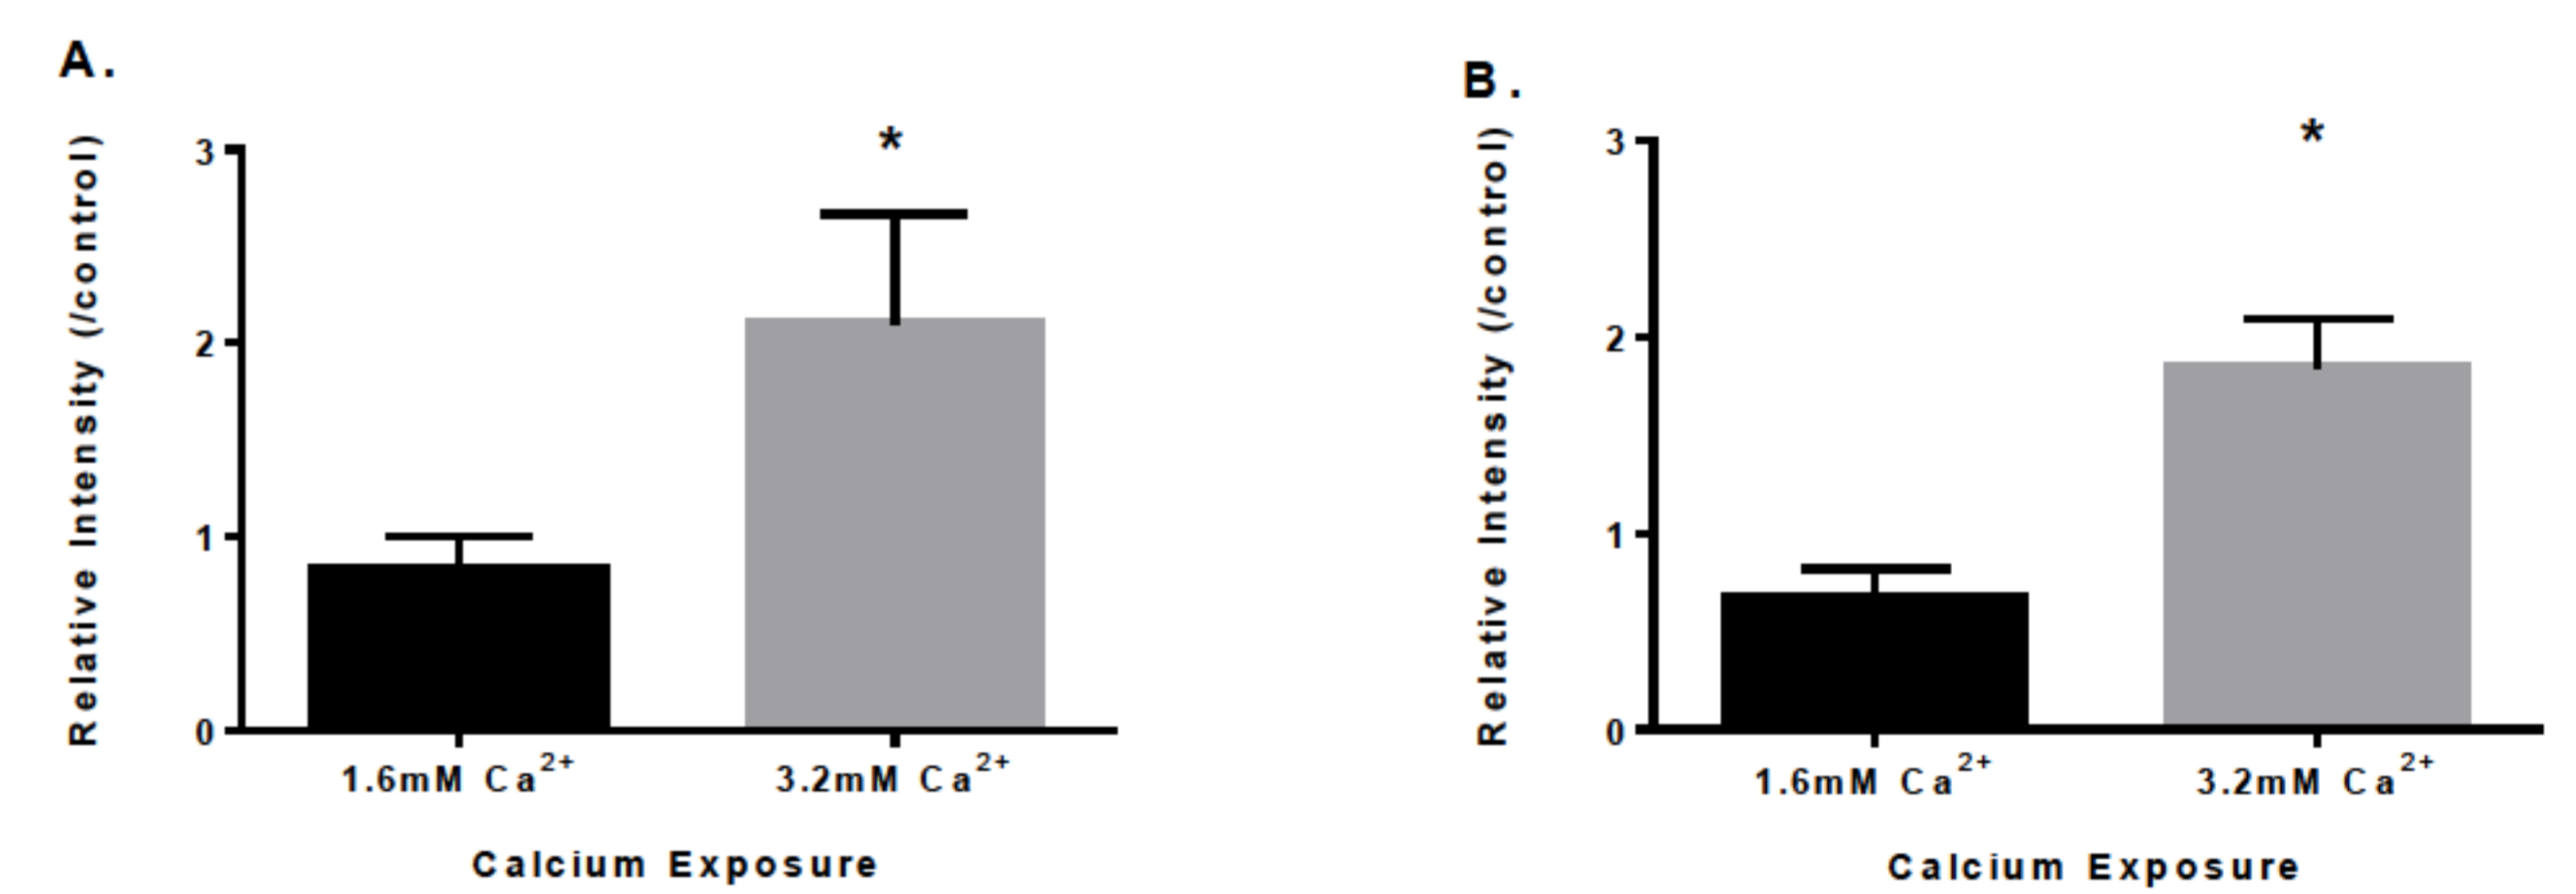 A.
Relative Intensity (/control)
3
*
2
1
0
1.6mM Ca²⁺
3.2mM Ca²⁺
Calcium Exposure
B.
Relative Intensity (/control)
3
*
2
1
0
1.6mM Ca²⁺
3.2mM Ca²⁺
Calcium Exposure